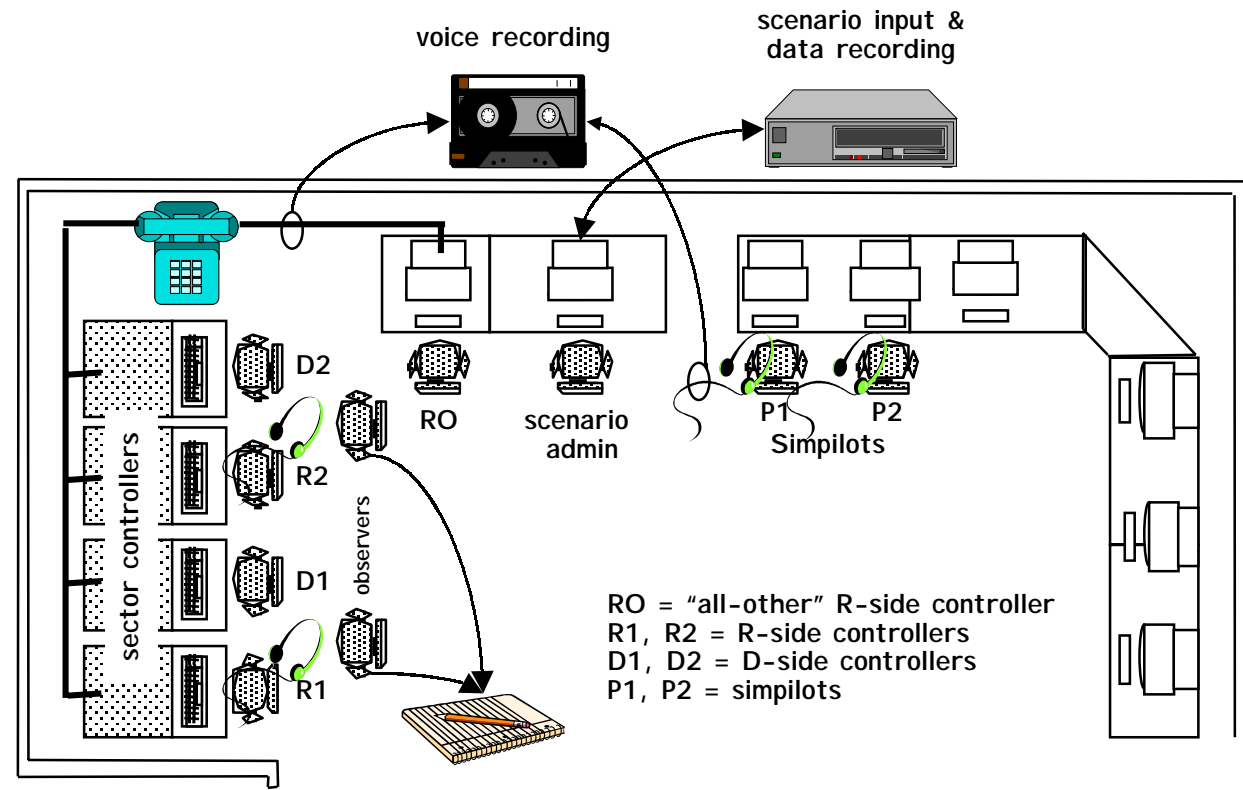 voice recording
scenario input &
data recording
D2
R2
D1
R1
sector controllers
observers
RO
scenario
admin
P1
P2
Simpilots
RO = “all-other” R-side controller
R1, R2 = R-side controllers
D1, D2 = D-side controllers
P1, P2 = simpilots